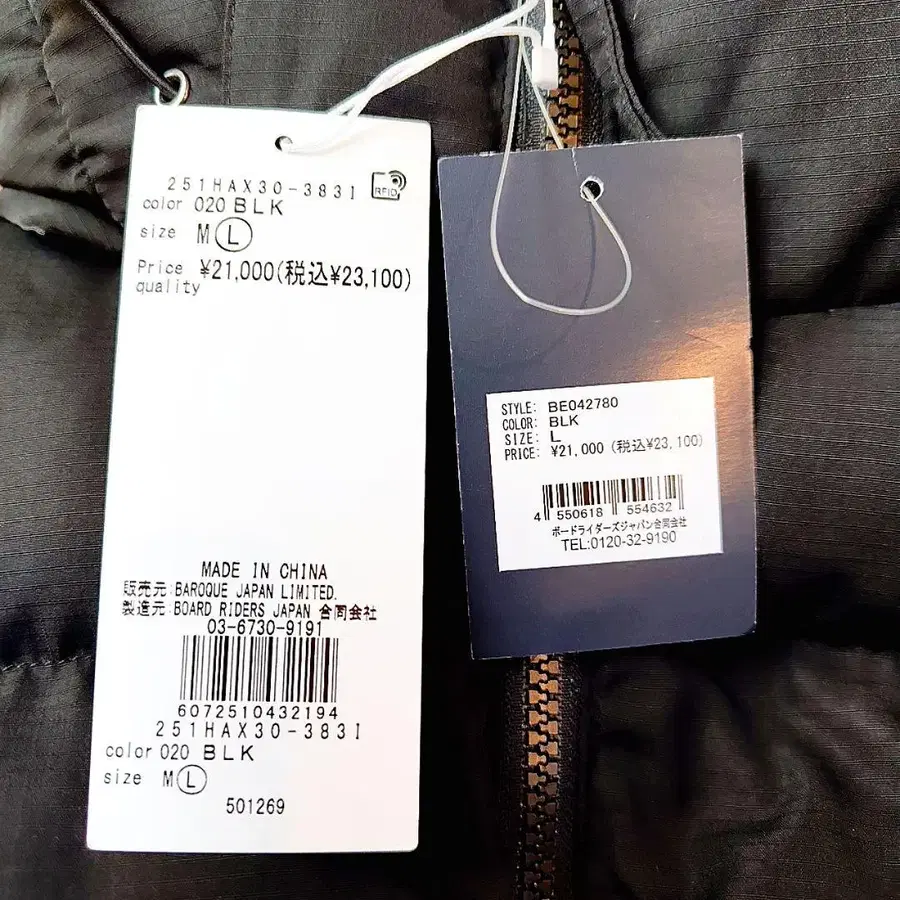 251HAX30-383I
RFID
color 020 BLK
size M L
Price ¥21,000(税込¥23,100)
quality
MADE IN CHINA
販売元:BAROQUE JAPAN LIMITED.
製造元:BOARD RIDERS JAPAN 合同会社
03-6730-9191
6072510432194
251HAX30-383I
color 020 BLK
size M L
501269
STYLE: BE042780
COLOR: BLK
SIZE: L
PRICE: ¥21,000 (税込¥23,100)
4 550618 554632
ボードライダーズジャパン合同会社
TEL:0120-32-9190